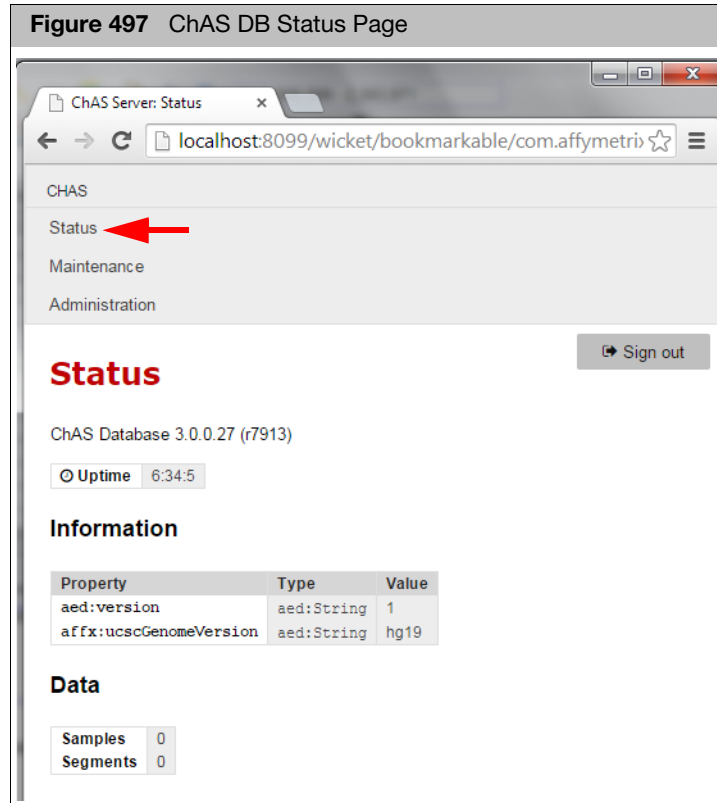 Figure 497 ChAS DB Status Page
ChAS Server: Status
localhost:8099/wicket/bookmarkable/com.affymetri
CHAS
Status
Maintenance
Administration
Sign out
Status
ChAS Database 3.0.0.27 (r7913)
Uptime 6:34:5
Information
Property Type Value
aed:version aed:String 1
affx:ucscGenomeVersion aed:String hg19
Data
Samples 0
Segments 0